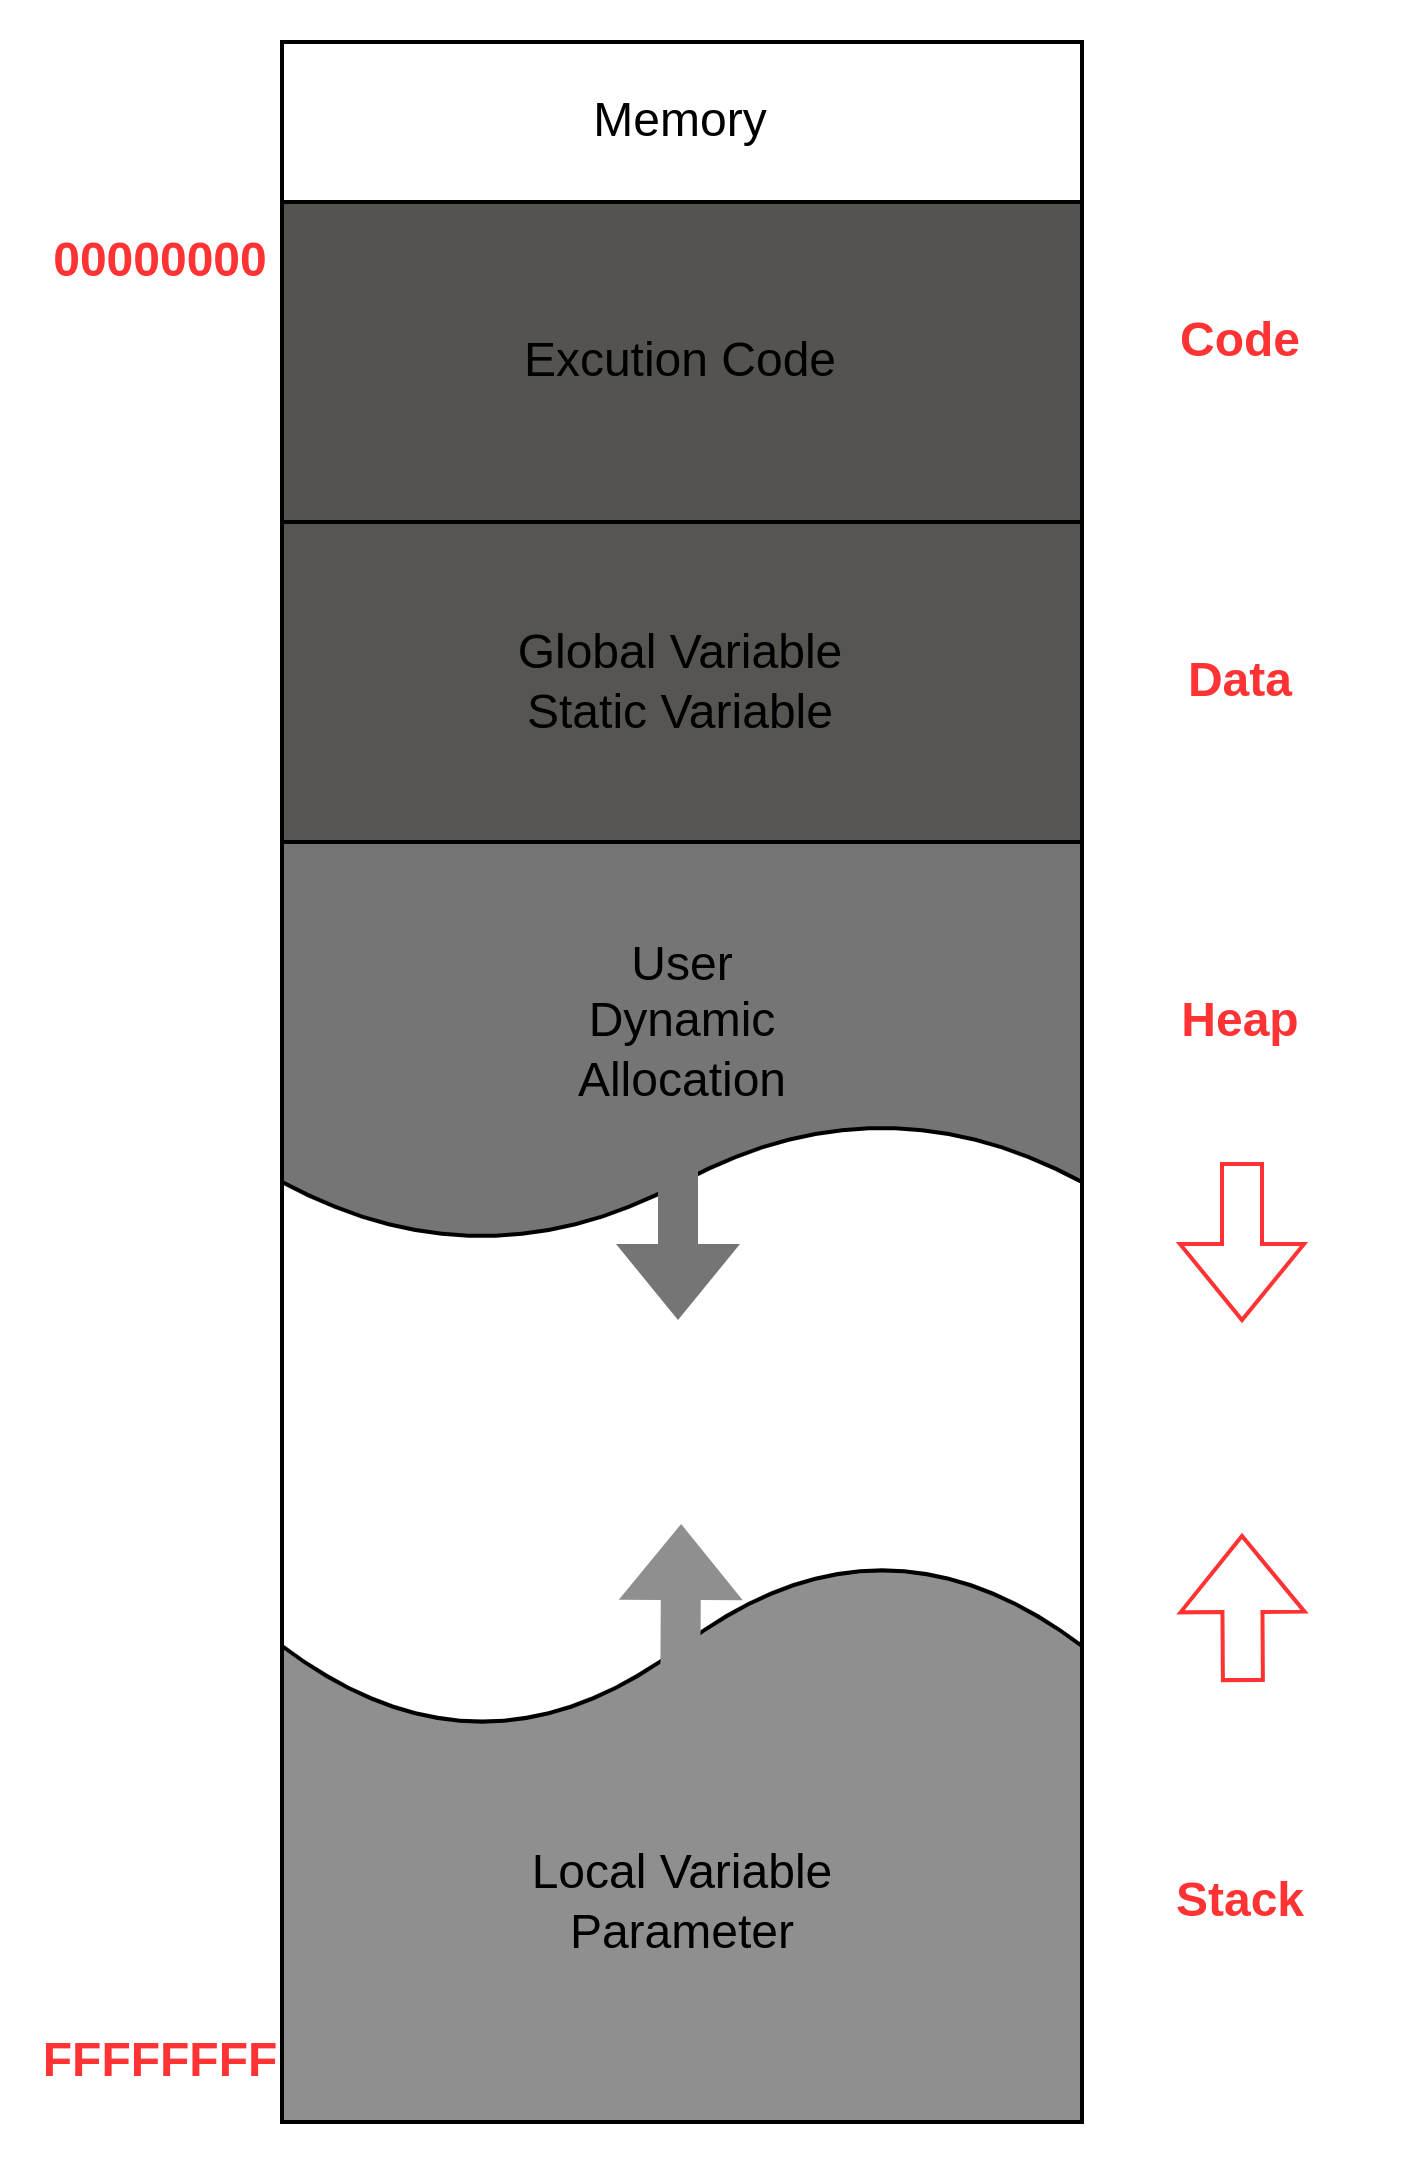 Memory
00000000
Excution Code
Code
Global Variable
Static Variable
Data
User
Dynamic
Allocation
Heap
Local Variable
Parameter
Stack
FFFFFFFF